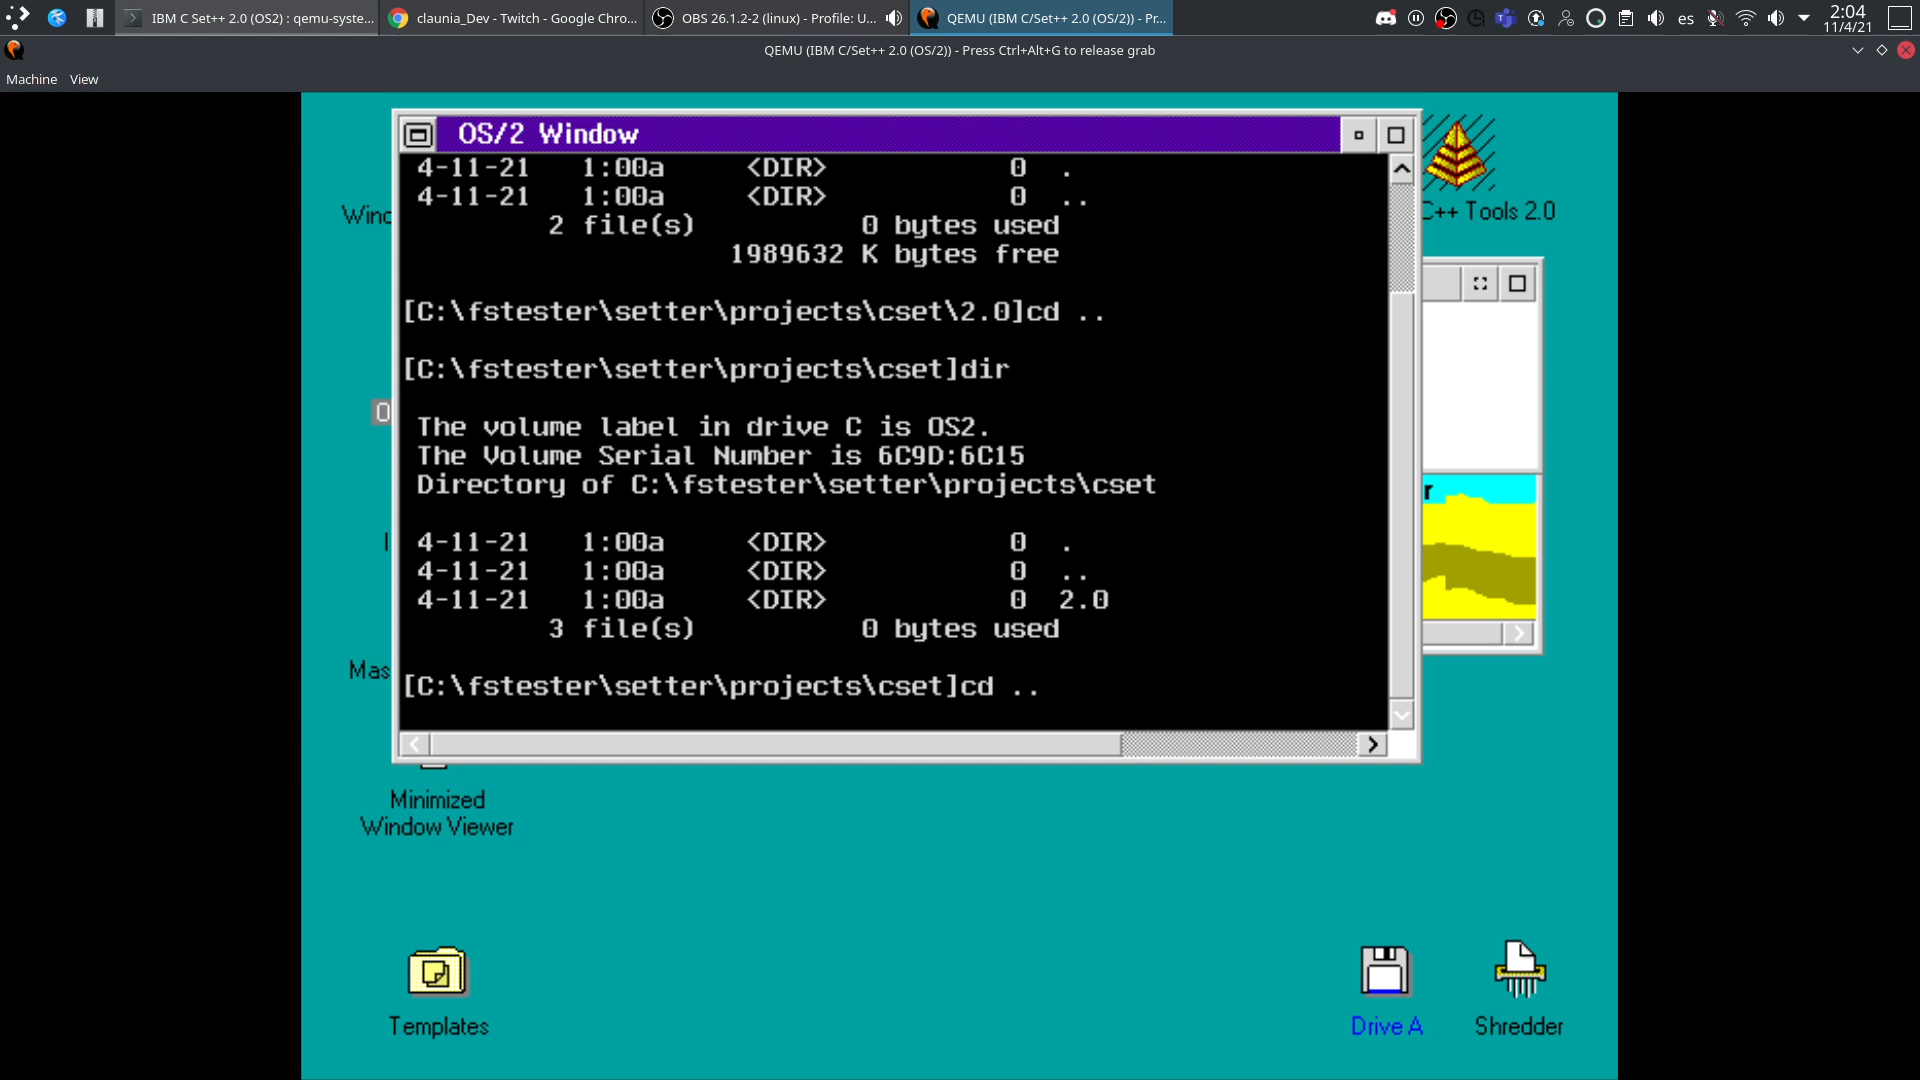 IBM C Set++ 2.0 (OS2) : qemu-syste...
claunia_Dev - Twitch - Google Chro...
OBS 26.1.2-2 (linux) - Profile: U...
QEMU (IBM C/Set++ 2.0 (OS/2)) - Pr...
es
2:04
11/4/21
QEMU (IBM C/Set++ 2.0 (OS/2)) - Press Ctrl+Alt+G to release grab
Machine View
OS/2 Window
4-11-21 1:00a <DIR> 0 .
4-11-21 1:00a <DIR> 0 ..
2 file(s) 0 bytes used
1989632 K bytes free
[C:\fstester\setter\projects\cset\2.0]cd ..
[C:\fstester\setter\projects\cset]dir
The volume label in drive C is OS2.
The Volume Serial Number is 6C9D:6C15
Directory of C:\fstester\setter\projects\cset
4-11-21 1:00a <DIR> 0 .
4-11-21 1:00a <DIR> 0 ..
4-11-21 1:00a <DIR> 0 2.0
3 file(s) 0 bytes used
[C:\fstester\setter\projects\cset]cd ..
C++ Tools 2.0
Wind
O
Mas
r
Minimized
Window Viewer
Templates
Drive A
Shredder